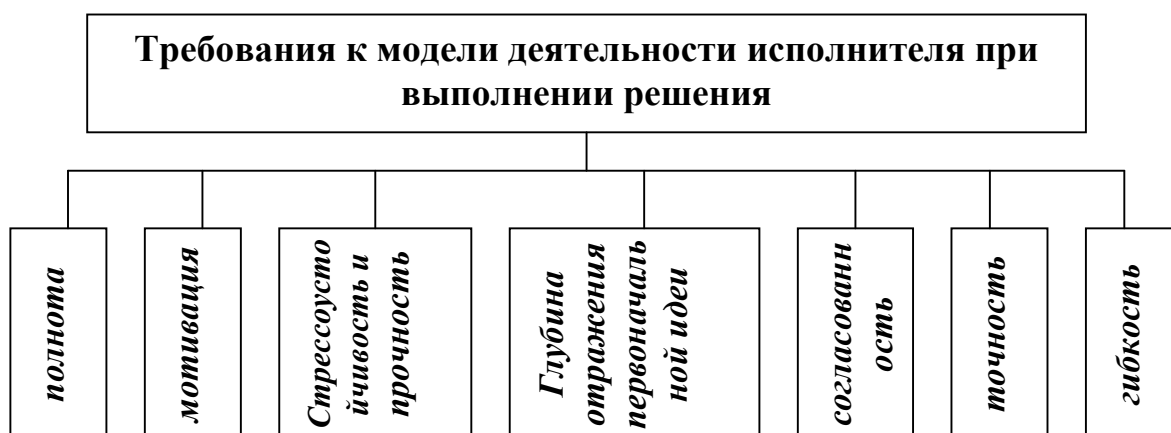 Требования к модели деятельности исполнителя при
выполнении решения
полнота
мотивация
Стрессоусто
йчивость и
прочность
Глубина
отражения
первоначаль
ной идеи
согласованн
ость
точность
гибкость